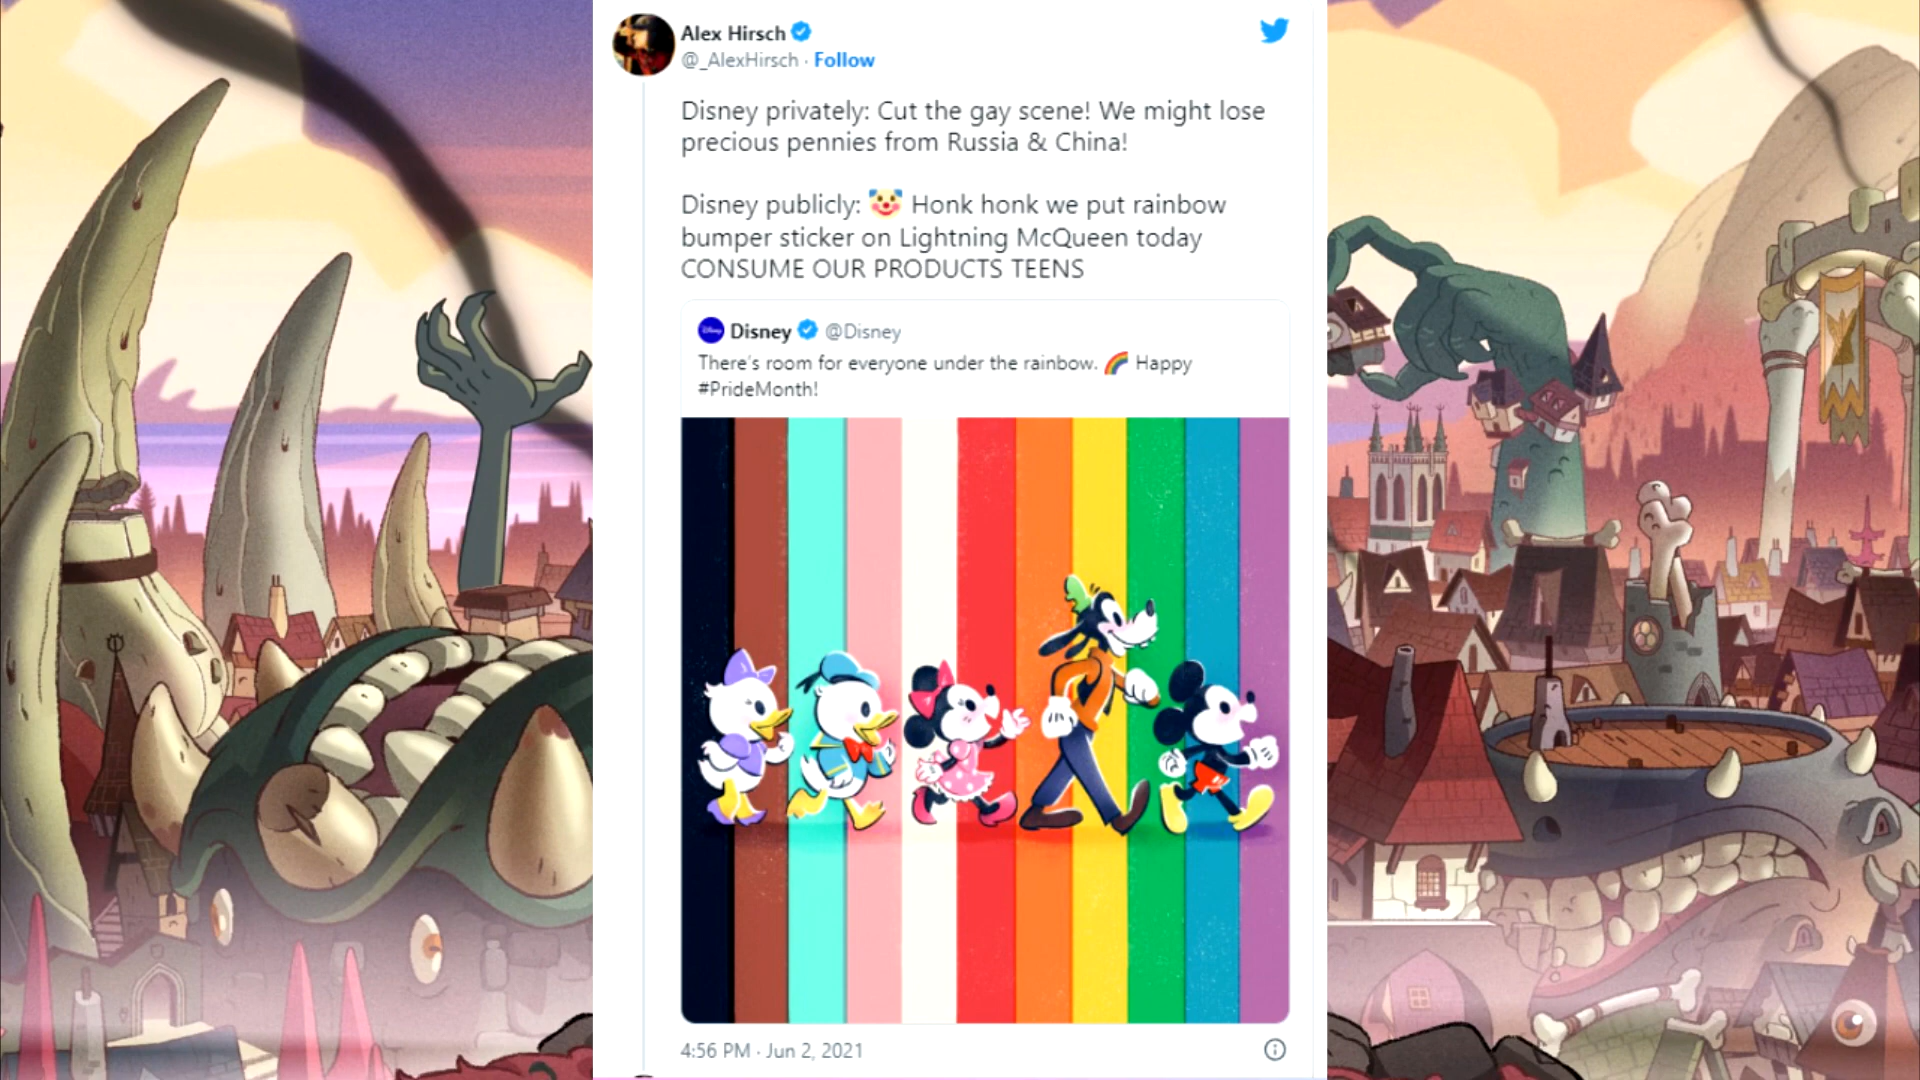 Alex Hirsch
@_AlexHirsch · Follow
Disney privately: Cut the gay scene! We might lose
precious pennies from Russia & China!
Disney publicly: 🤡 Honk honk we put rainbow
bumper sticker on Lightning McQueen today
CONSUME OUR PRODUCTS TEENS
Disney @Disney
There's room for everyone under the rainbow. 🌈 Happy
#PrideMonth!
4:56 PM · Jun 2, 2021